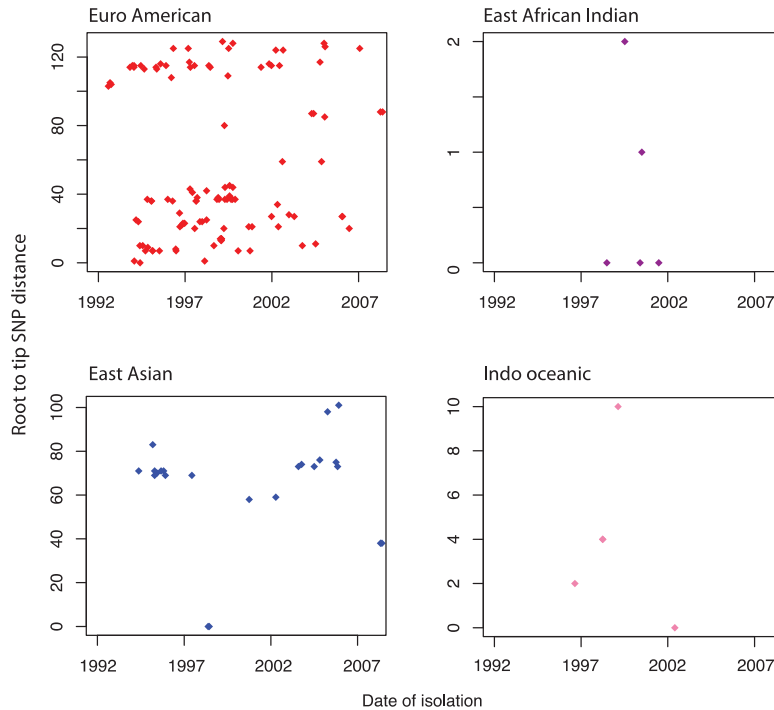 Euro American
120
80
40
0
1992 1997 2002 2007
East African Indian
2
1
0
1992 1997 2002 2007
East Asian
100
80
60
40
20
0
1992 1997 2002 2007
Indo oceanic
10
8
6
4
2
0
1992 1997 2002 2007
Root to tip SNP distance
Date of isolation